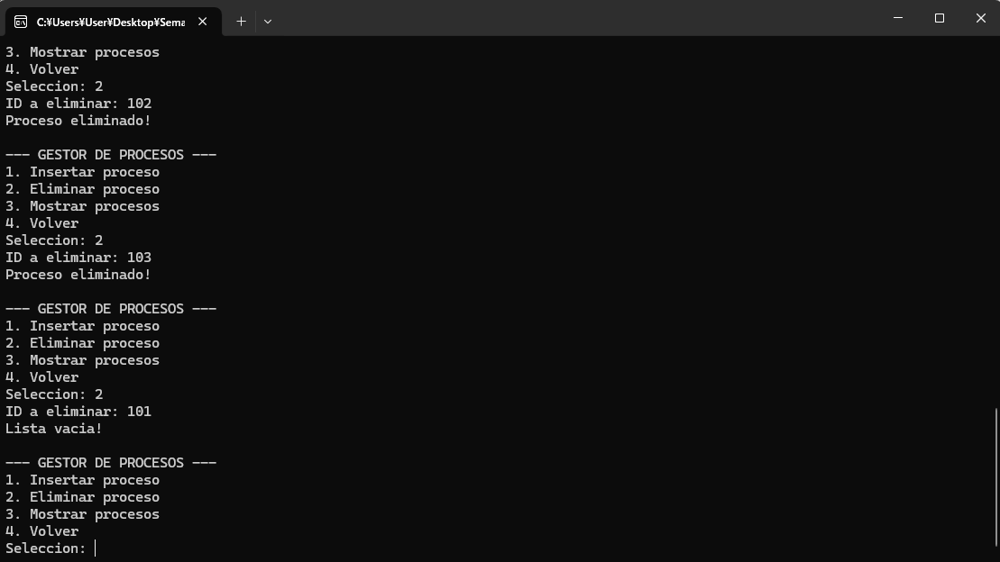 C:¥Users¥User¥Desktop¥Sema
3. Mostrar procesos
4. Volver
Seleccion: 2
ID a eliminar: 102
Proceso eliminado!
--- GESTOR DE PROCESOS ---
1. Insertar proceso
2. Eliminar proceso
3. Mostrar procesos
4. Volver
Seleccion: 2
ID a eliminar: 103
Proceso eliminado!
--- GESTOR DE PROCESOS ---
1. Insertar proceso
2. Eliminar proceso
3. Mostrar procesos
4. Volver
Seleccion: 2
ID a eliminar: 101
Lista vacia!
--- GESTOR DE PROCESOS ---
1. Insertar proceso
2. Eliminar proceso
3. Mostrar procesos
4. Volver
Seleccion: